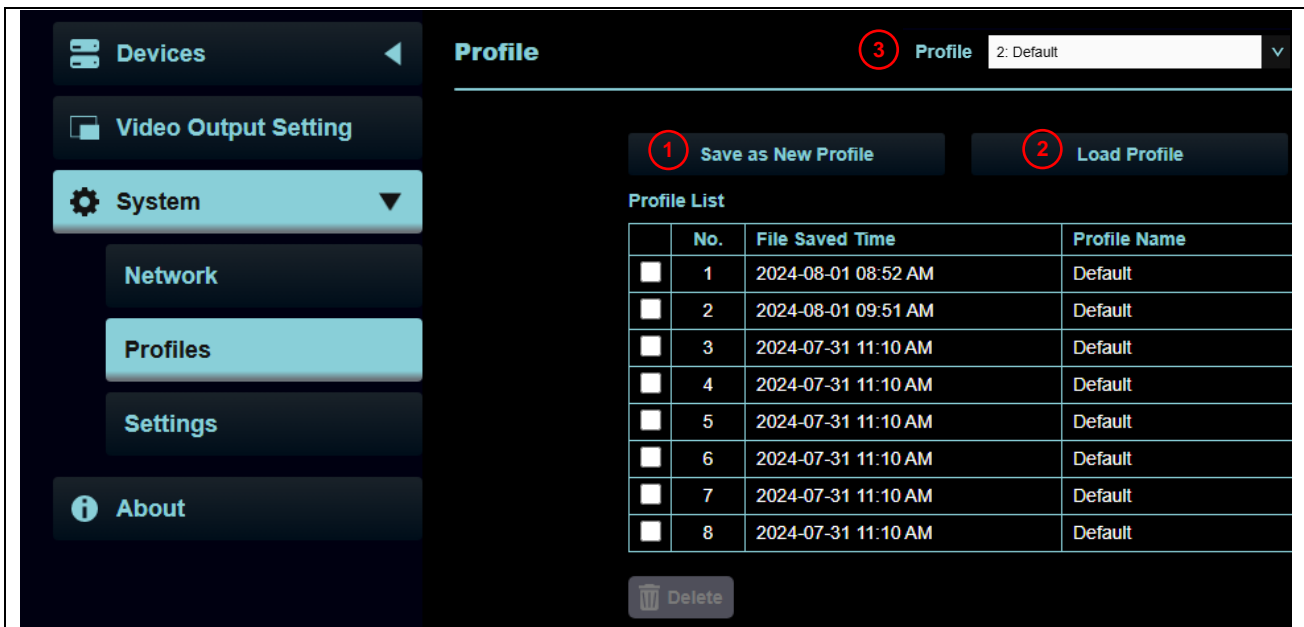 Devices
Video Output Setting
System
Network
Profiles
Settings
About
Profile
3 Profile 2: Default
1 Save as New Profile
2 Load Profile
Profile List
No. File Saved Time Profile Name
1 2024-08-01 08:52 AM Default
2 2024-08-01 09:51 AM Default
3 2024-07-31 11:10 AM Default
4 2024-07-31 11:10 AM Default
5 2024-07-31 11:10 AM Default
6 2024-07-31 11:10 AM Default
7 2024-07-31 11:10 AM Default
8 2024-07-31 11:10 AM Default
Delete